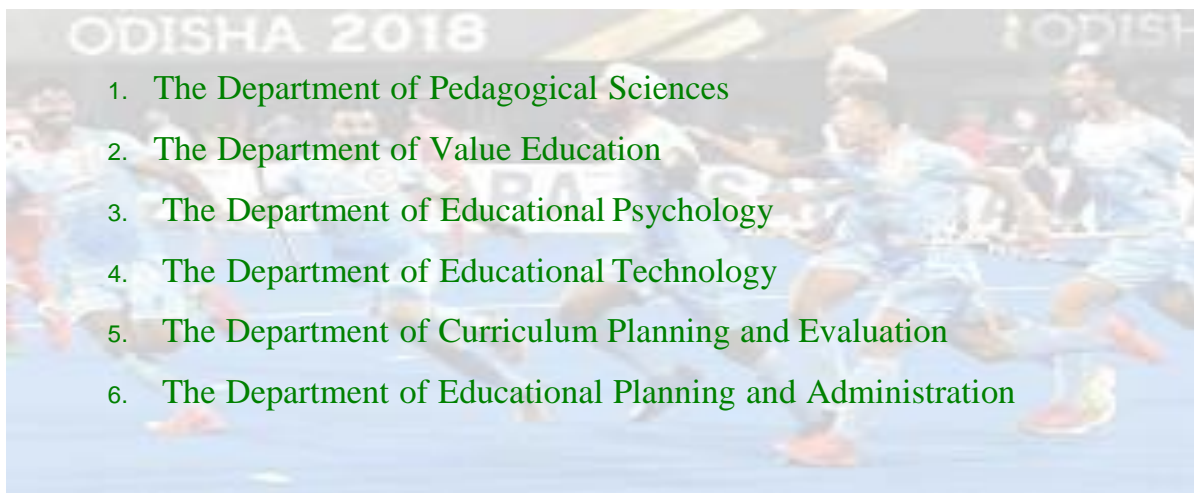 ODISHA 2018
ODISH
1. The Department of Pedagogical Sciences
2. The Department of Value Education
3. The Department of Educational Psychology
4. The Department of Educational Technology
5. The Department of Curriculum Planning and Evaluation
6. The Department of Educational Planning and Administration